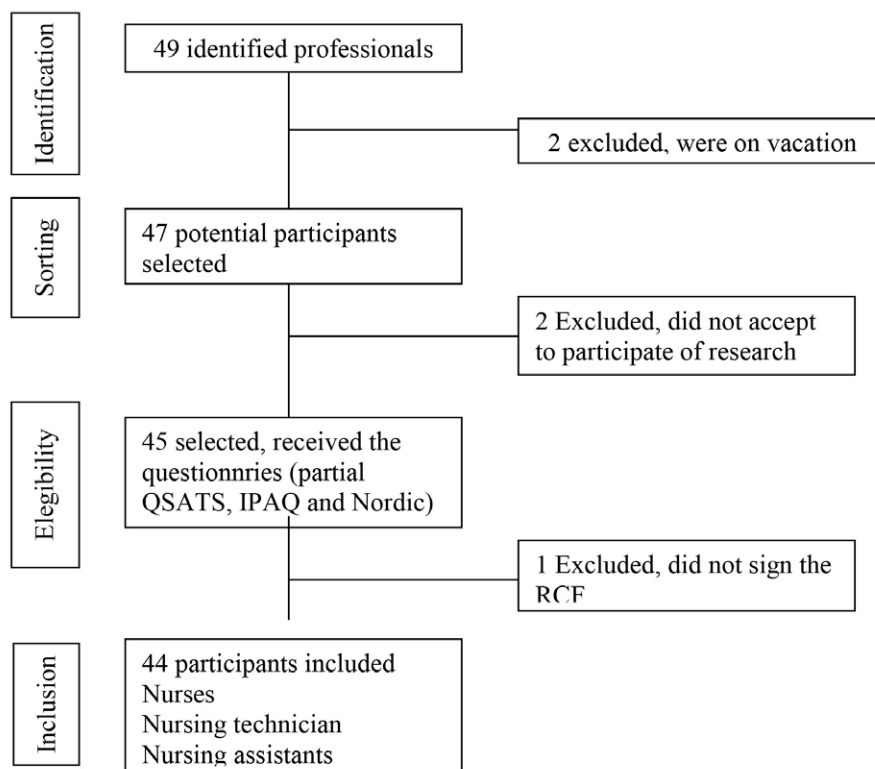 Identification
49 identified professionals
2 excluded, were on vacation
Sorting
47 potential participants
selected
2 Excluded, did not accept
to participate of research
Elegibility
45 selected, received the
questionnries (partial
QSATS, IPAQ and Nordic)
1 Excluded, did not sign the
RCF
Inclusion
44 participants included
Nurses
Nursing technician
Nursing assistants